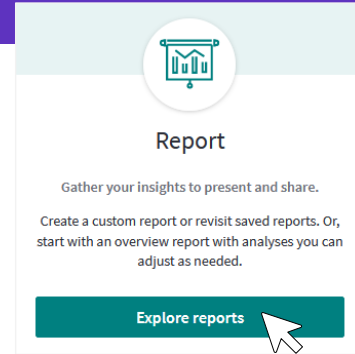 Report
Gather your insights to present and share.
Create a custom report or revisit saved reports. Or,
start with an overview report with analyses you can
adjust as needed.
Explore reports